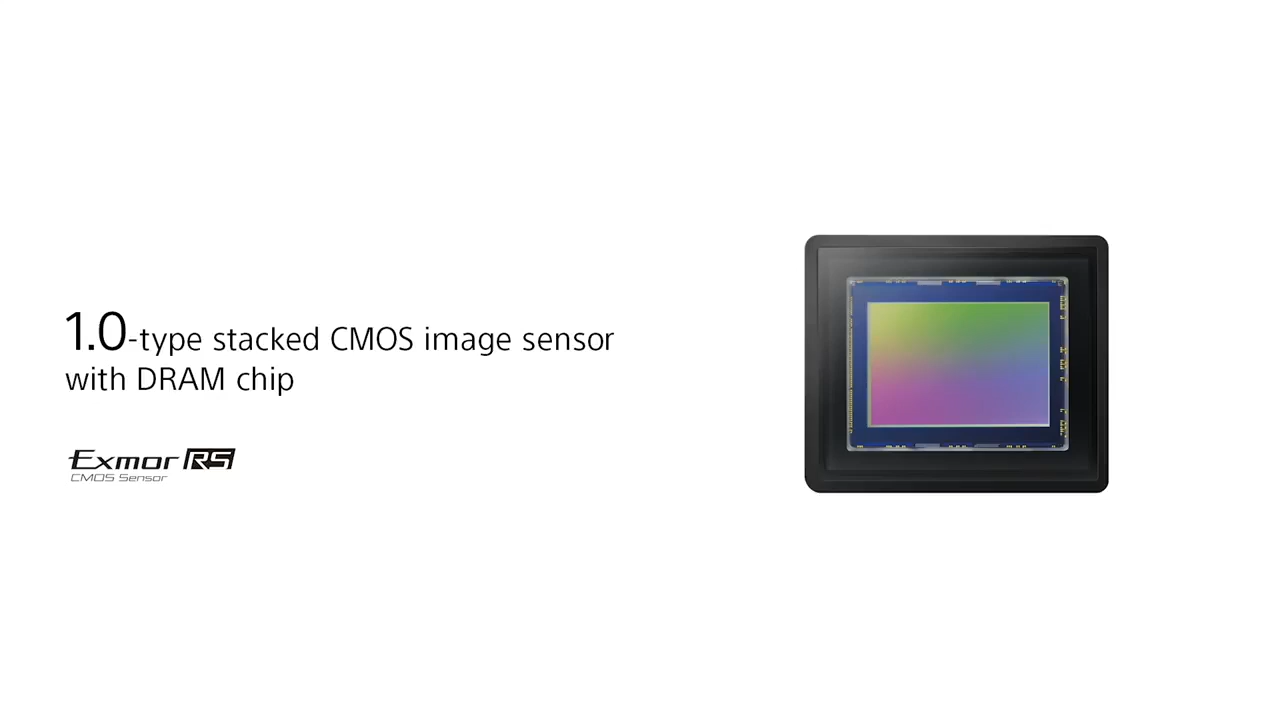 1.0-type stacked CMOS image sensor
with DRAM chip
Exmor RS
CMOS Sensor